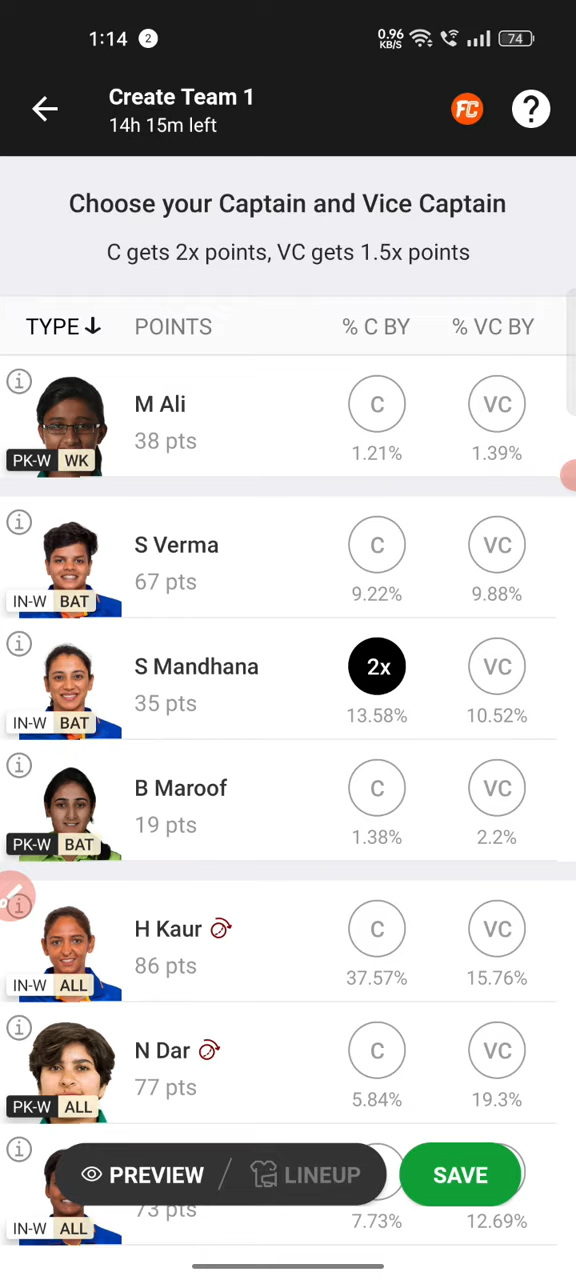 1:14 2 0.96 KB/S 74
Create Team 1
14h 15m left
FC ?
Choose your Captain and Vice Captain
C gets 2x points, VC gets 1.5x points
TYPE POINTS % C BY % VC BY
M Ali C VC
38 pts
PK-W WK 1.21% 1.39%
S Verma C VC
67 pts
IN-W BAT 9.22% 9.88%
S Mandhana 2x VC
35 pts
IN-W BAT 13.58% 10.52%
B Maroof C VC
19 pts
PK-W BAT 1.38% 2.2%
H Kaur C VC
86 pts
IN-W ALL 37.57% 15.76%
N Dar C VC
77 pts
PK-W ALL 5.84% 19.3%
PREVIEW / LINEUP SAVE
73 pts
IN-W ALL 7.73% 12.69%